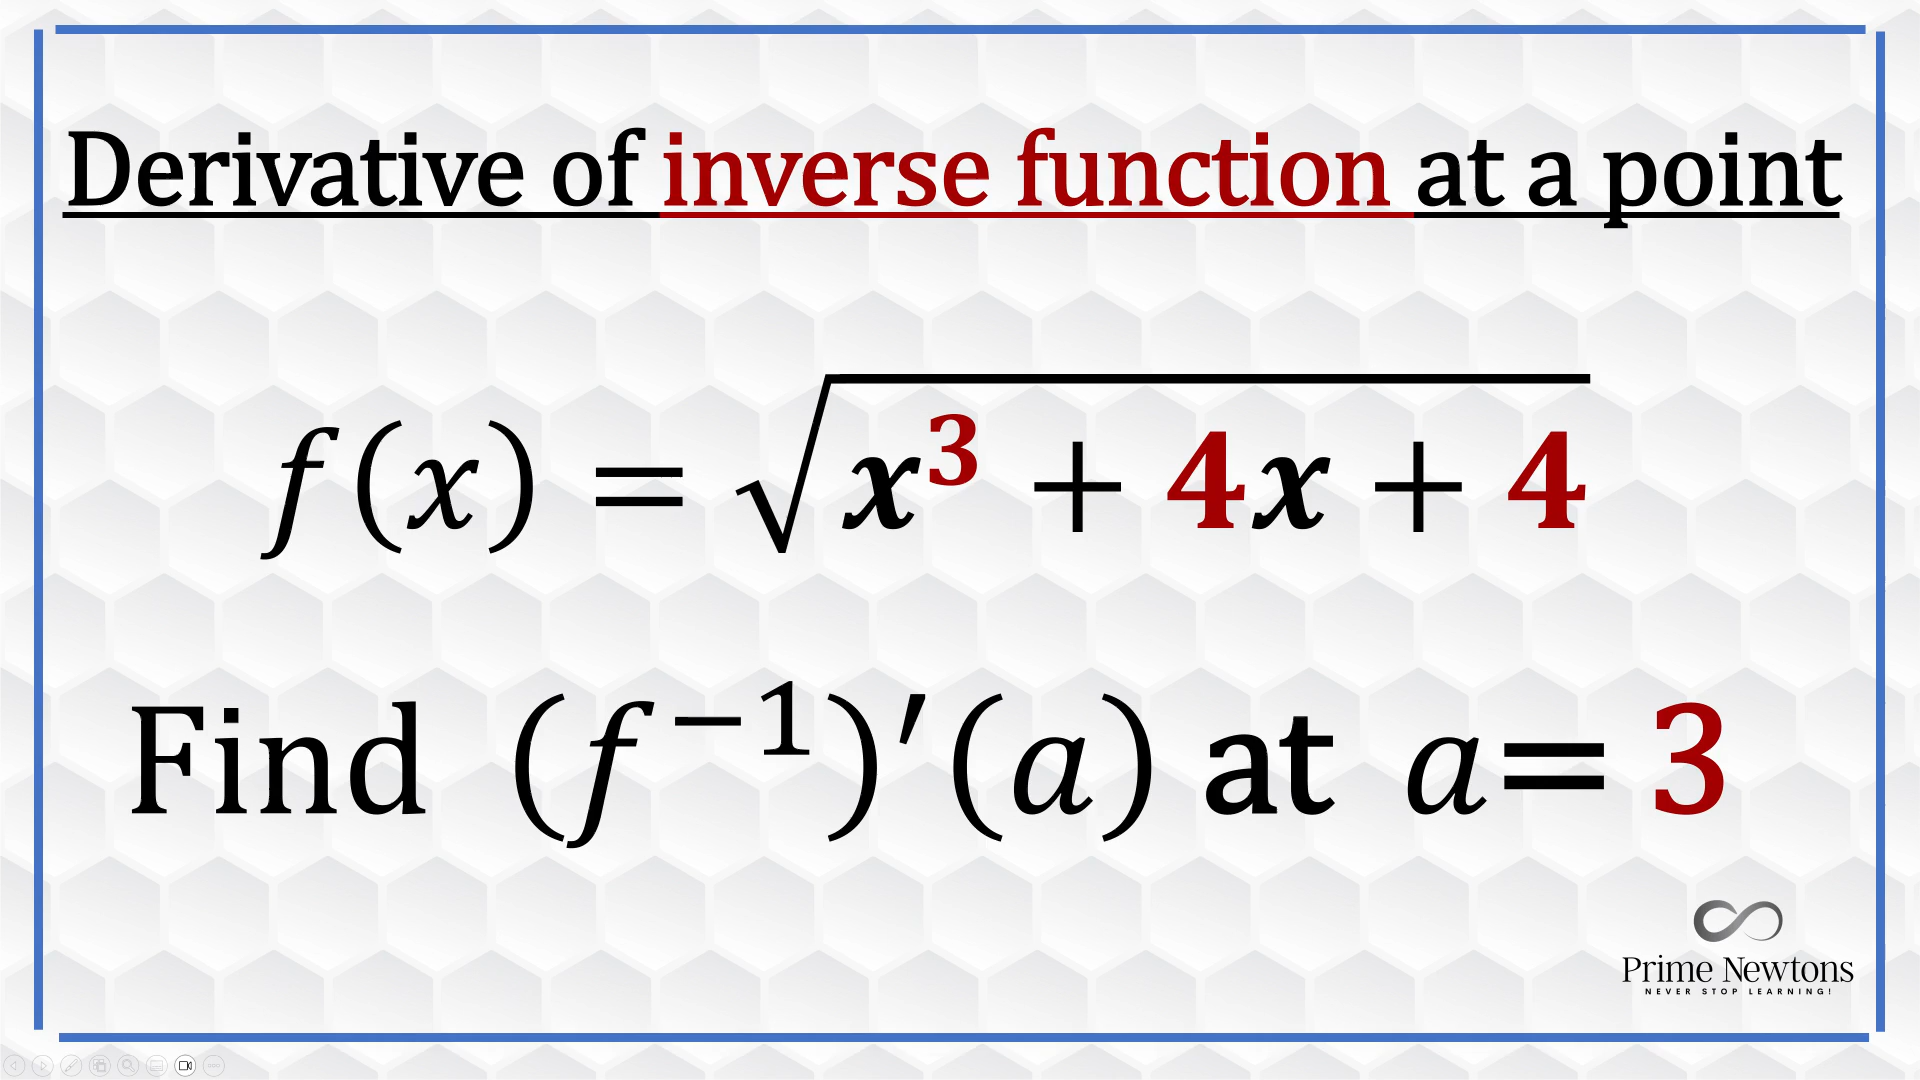 Derivative of inverse function at a point
f(x) = √x³ + 4x + 4
Find (f⁻¹)′(a) at a= 3
Prime Newtons
NEVER STOP LEARNING!